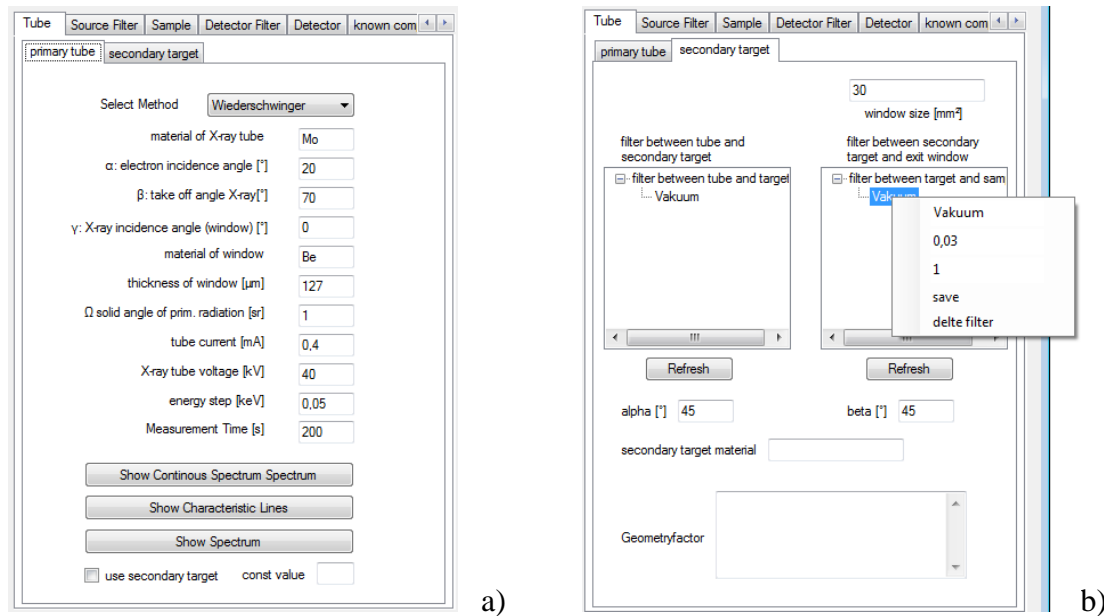 Tube Source Filter Sample Detector Filter Detector known com
primary tube secondary target
Select Method Wiederschwinger
material of X-ray tube Mo
α: electron incidence angle [°] 20
β: take off angle X-ray[°] 70
γ: X-ray incidence angle (window) [°] 0
material of window Be
thickness of window [µm] 127
Ω solid angle of prim. radiation [sr] 1
tube current [mA] 0,4
X-ray tube voltage [kV] 40
energy step [keV] 0,05
Measurement Time [s] 200
Show Continous Spectrum Spectrum
Show Characteristic Lines
Show Spectrum
use secondary target const value
a)
Tube Source Filter Sample Detector Filter Detector known com
primary tube secondary target
30
window size [mm²]
filter between tube and
secondary target
filter between secondary
target and exit window
filter between tube and target
Vakuum
filter between target and sam
Vakuum
Vakuum
0,03
1
save
delte filter
Refresh Refresh
alpha [°] 45 beta [°] 45
secondary target material
Geometryfactor
b)